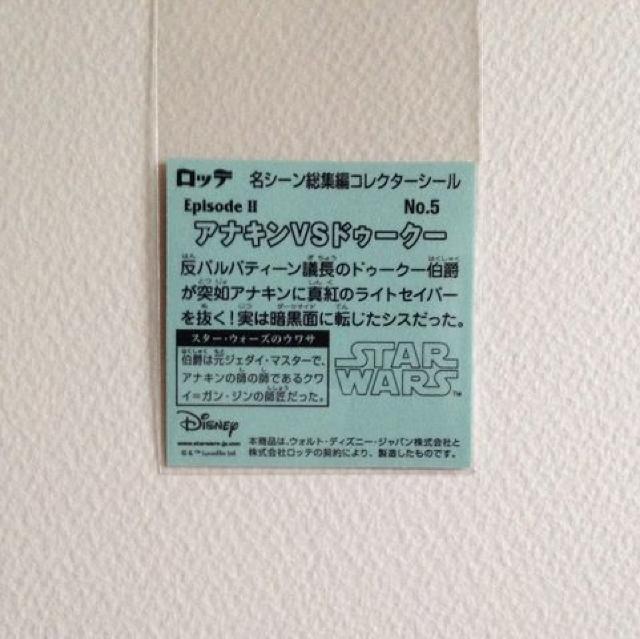 ロッテ 名シーン総集編コレクターシール
Episode II No.5
アナキンVSドゥークー
反パルパティーン議長のドゥークー伯爵
が突如アナキンに真紅のライトセイバー
を抜く!実は暗黒面に転じたシスだった。
スター・ウォーズのウワサ
伯爵は元ジェダイ・マスターで、
アナキンの師の師であるクワ
イ=ガン・ジンの師匠だった。
STAR
WARS™
Disney
www.starwars-jp.com
© & ™ Lucasfilm Ltd.
本商品は、ウォルト・ディズニー・ジャパン株式会社と
株式会社ロッテの契約により、製造したものです。